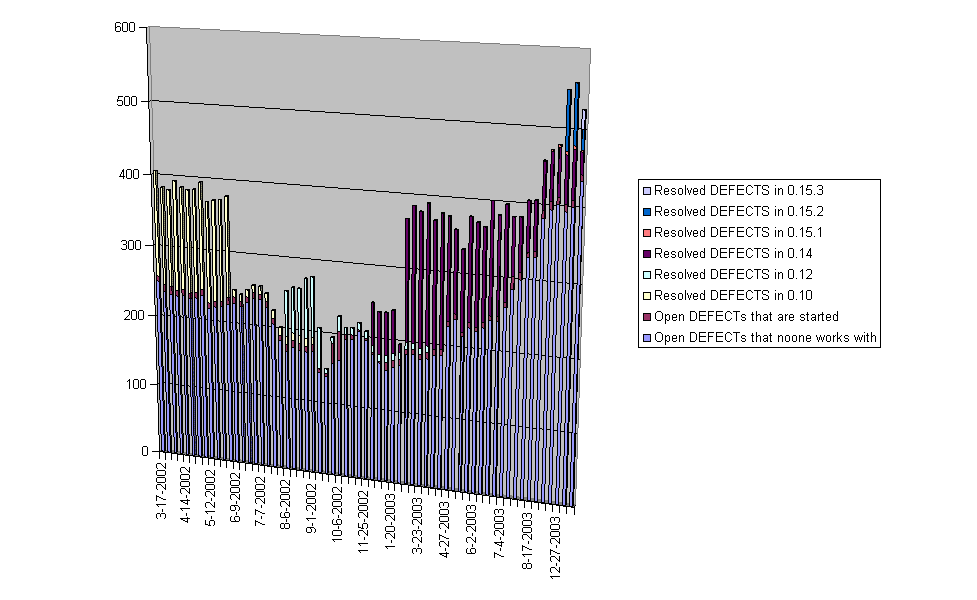 600
500
400
300
200
100
0
3-17-2002
4-14-2002
5-12-2002
6-9-2002
7-7-2002
8-6-2002
9-1-2002
10-6-2002
11-25-2002
1-20-2003
3-23-2003
4-27-2003
6-2-2003
7-4-2003
8-17-2003
12-27-2003
Resolved DEFECTS in 0.15.3
Resolved DEFECTS in 0.15.2
Resolved DEFECTS in 0.15.1
Resolved DEFECTS in 0.14
Resolved DEFECTS in 0.12
Resolved DEFECTS in 0.10
Open DEFECTs that are started
Open DEFECTs that noone works with